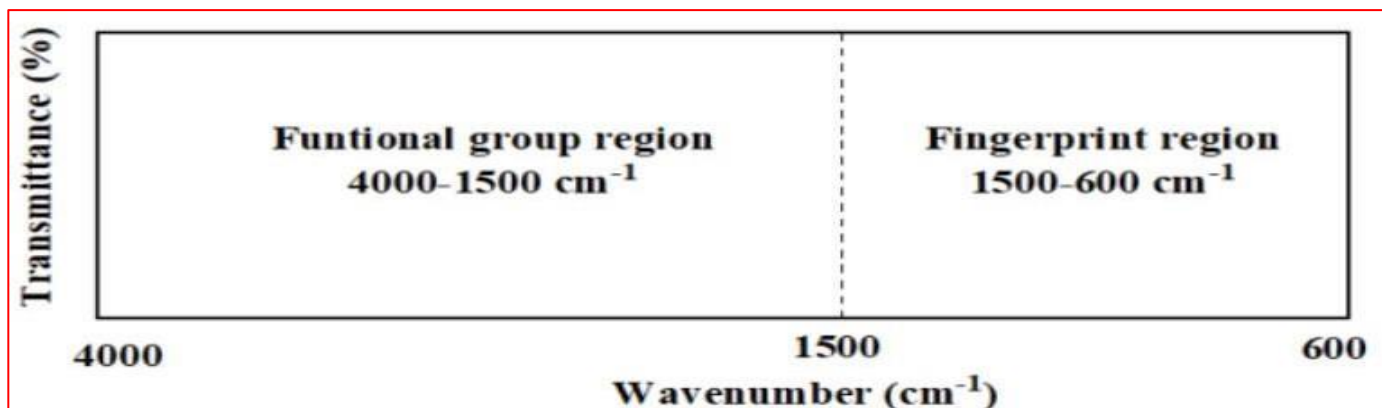 Transmittance (%)
Funtional group region
4000-1500 cm⁻¹
Fingerprint region
1500-600 cm⁻¹
4000
1500
600
Wavenumber (cm⁻¹)